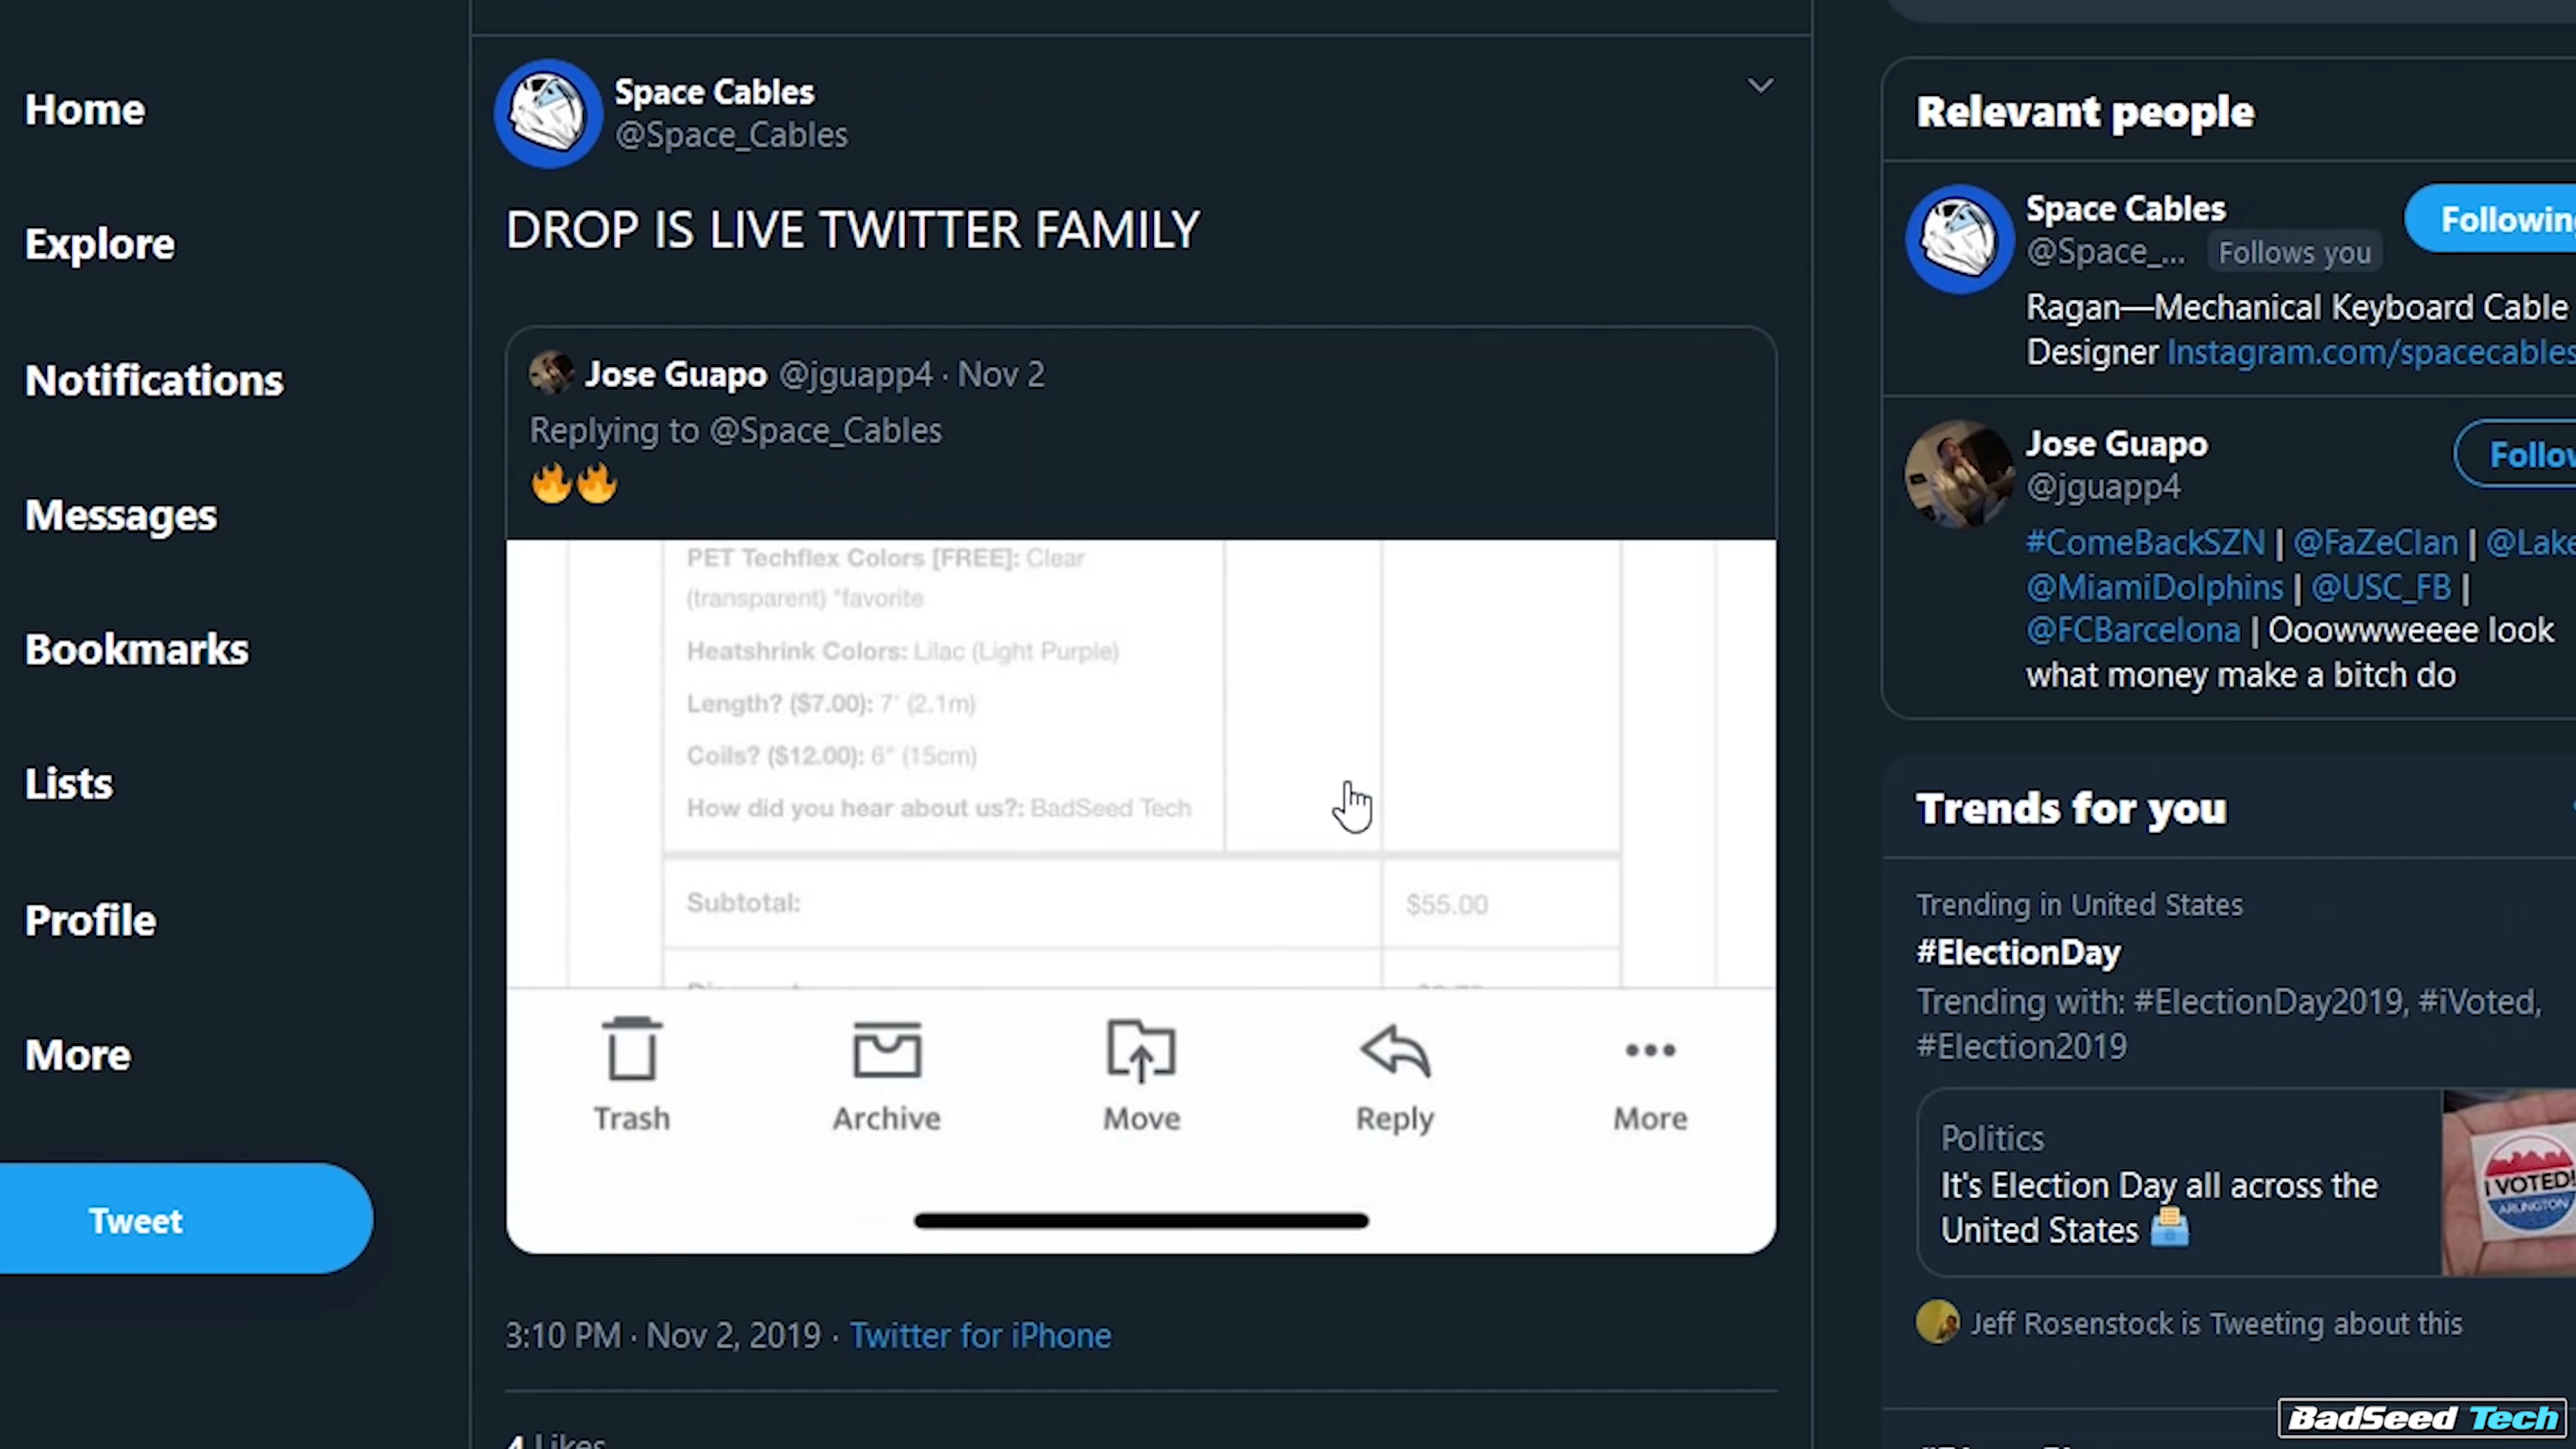 Home
Explore
Notifications
Messages
Bookmarks
Lists
Profile
More
Tweet
Space Cables
@Space_Cables
DROP IS LIVE TWITTER FAMILY
Jose Guapo @jguapp4 · Nov 2
Replying to @Space_Cables
🔥🔥
PET Techflex Colors [FREE]: Clear
(transparent) *favorite
Heatshrink Colors: Lilac (Light Purple)
Length? ($7.00): 7' (2.1m)
Coils? ($12.00): 6" (15cm)
How did you hear about us?: BadSeed Tech
Subtotal: $55.00
Trash Archive Move Reply More
3:10 PM · Nov 2, 2019 · Twitter for iPhone
4 Likes
Relevant people
Space Cables
@Space_... Follows you
Following
Ragan—Mechanical Keyboard Cable
Designer Instagram.com/spacecables
Jose Guapo
@jguapp4
Follow
#ComeBackSZN | @FaZeClan | @Lake
@MiamiDolphins | @USC_FB |
@FCBarcelona | Ooowwweeee look
what money make a bitch do
Trends for you
Trending in United States
#ElectionDay
Trending with: #ElectionDay2019, #iVoted,
#Election2019
Politics
It's Election Day all across the
United States 🗳️
I VOTED!
ARLINGTON
Jeff Rosenstock is Tweeting about this
BadSeed Tech